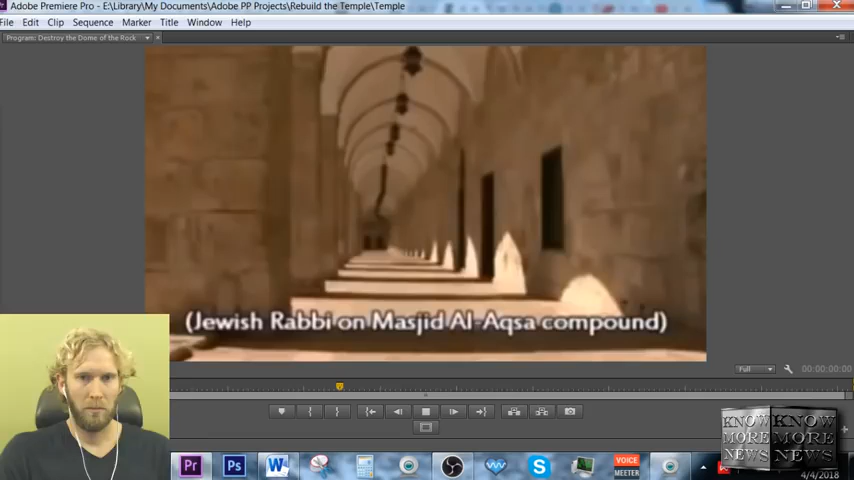 Adobe Premiere Pro - E:\Library\My Documents\Adobe PP Projects\Rebuild the Temple\Temple
File Edit Clip Sequence Marker Title Window Help
Program: Destroy the Dome of the Rock
(Jewish Rabbi on Masjid Al-Aqsa compound)
Full
00:00:00:00
Pr Ps W S VOICE MEETER
KNOW MORE NEWS KNOW MORE NEWS
4/4/2018